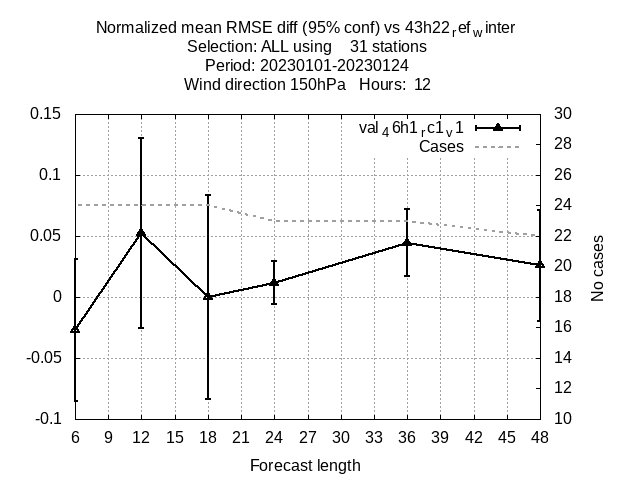 Normalized mean RMSE diff (95% conf) vs 43h22ref winter
Selection: ALL using    31 stations
Period: 20230101-20230124
Wind direction 150hPa   Hours:  12
0.15
0.1
0.05
0
-0.05
-0.1
30
28
26
24
22
20
18
16
14
12
10
val46h1rc1v1
Cases
No cases
6 9 12 15 18 21 24 27 30 33 36 39 42 45 48
Forecast length